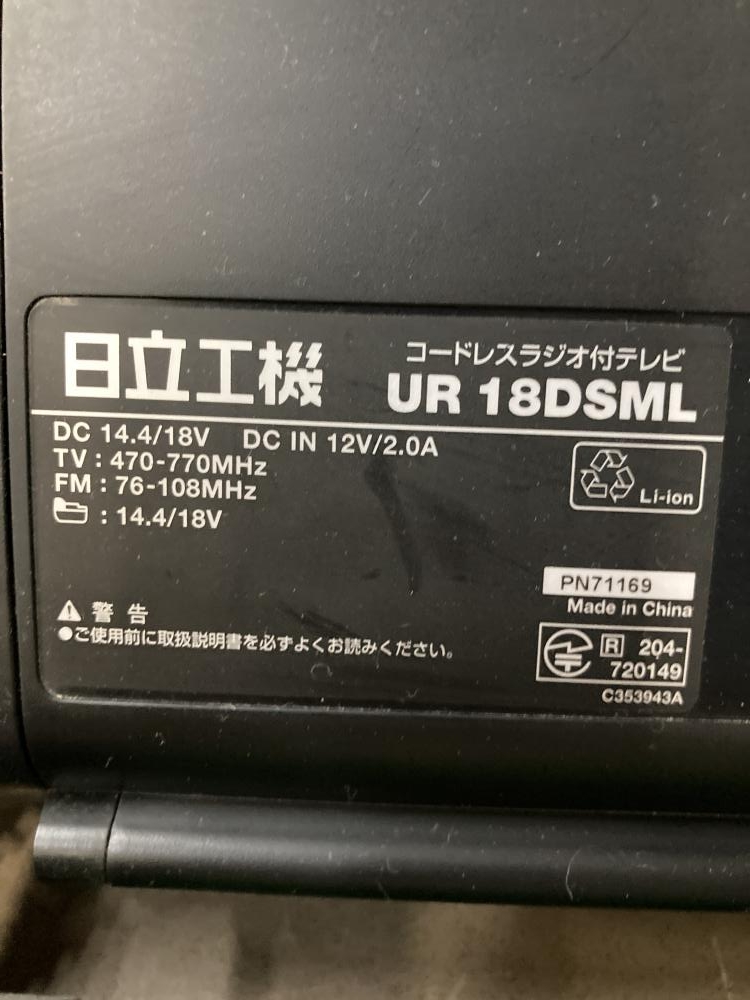 日立工機
コードレスラジオ付テレビ
UR 18DSML
DC 14.4/18V DC IN 12V/2.0A
TV : 470-770MHz
FM : 76-108MHz
: 14.4/18V
Li-ion
PN71169
Made in China
警告
●ご使用前に取扱説明書を必ずよくお読みください。
R 204-
720149
C353943A